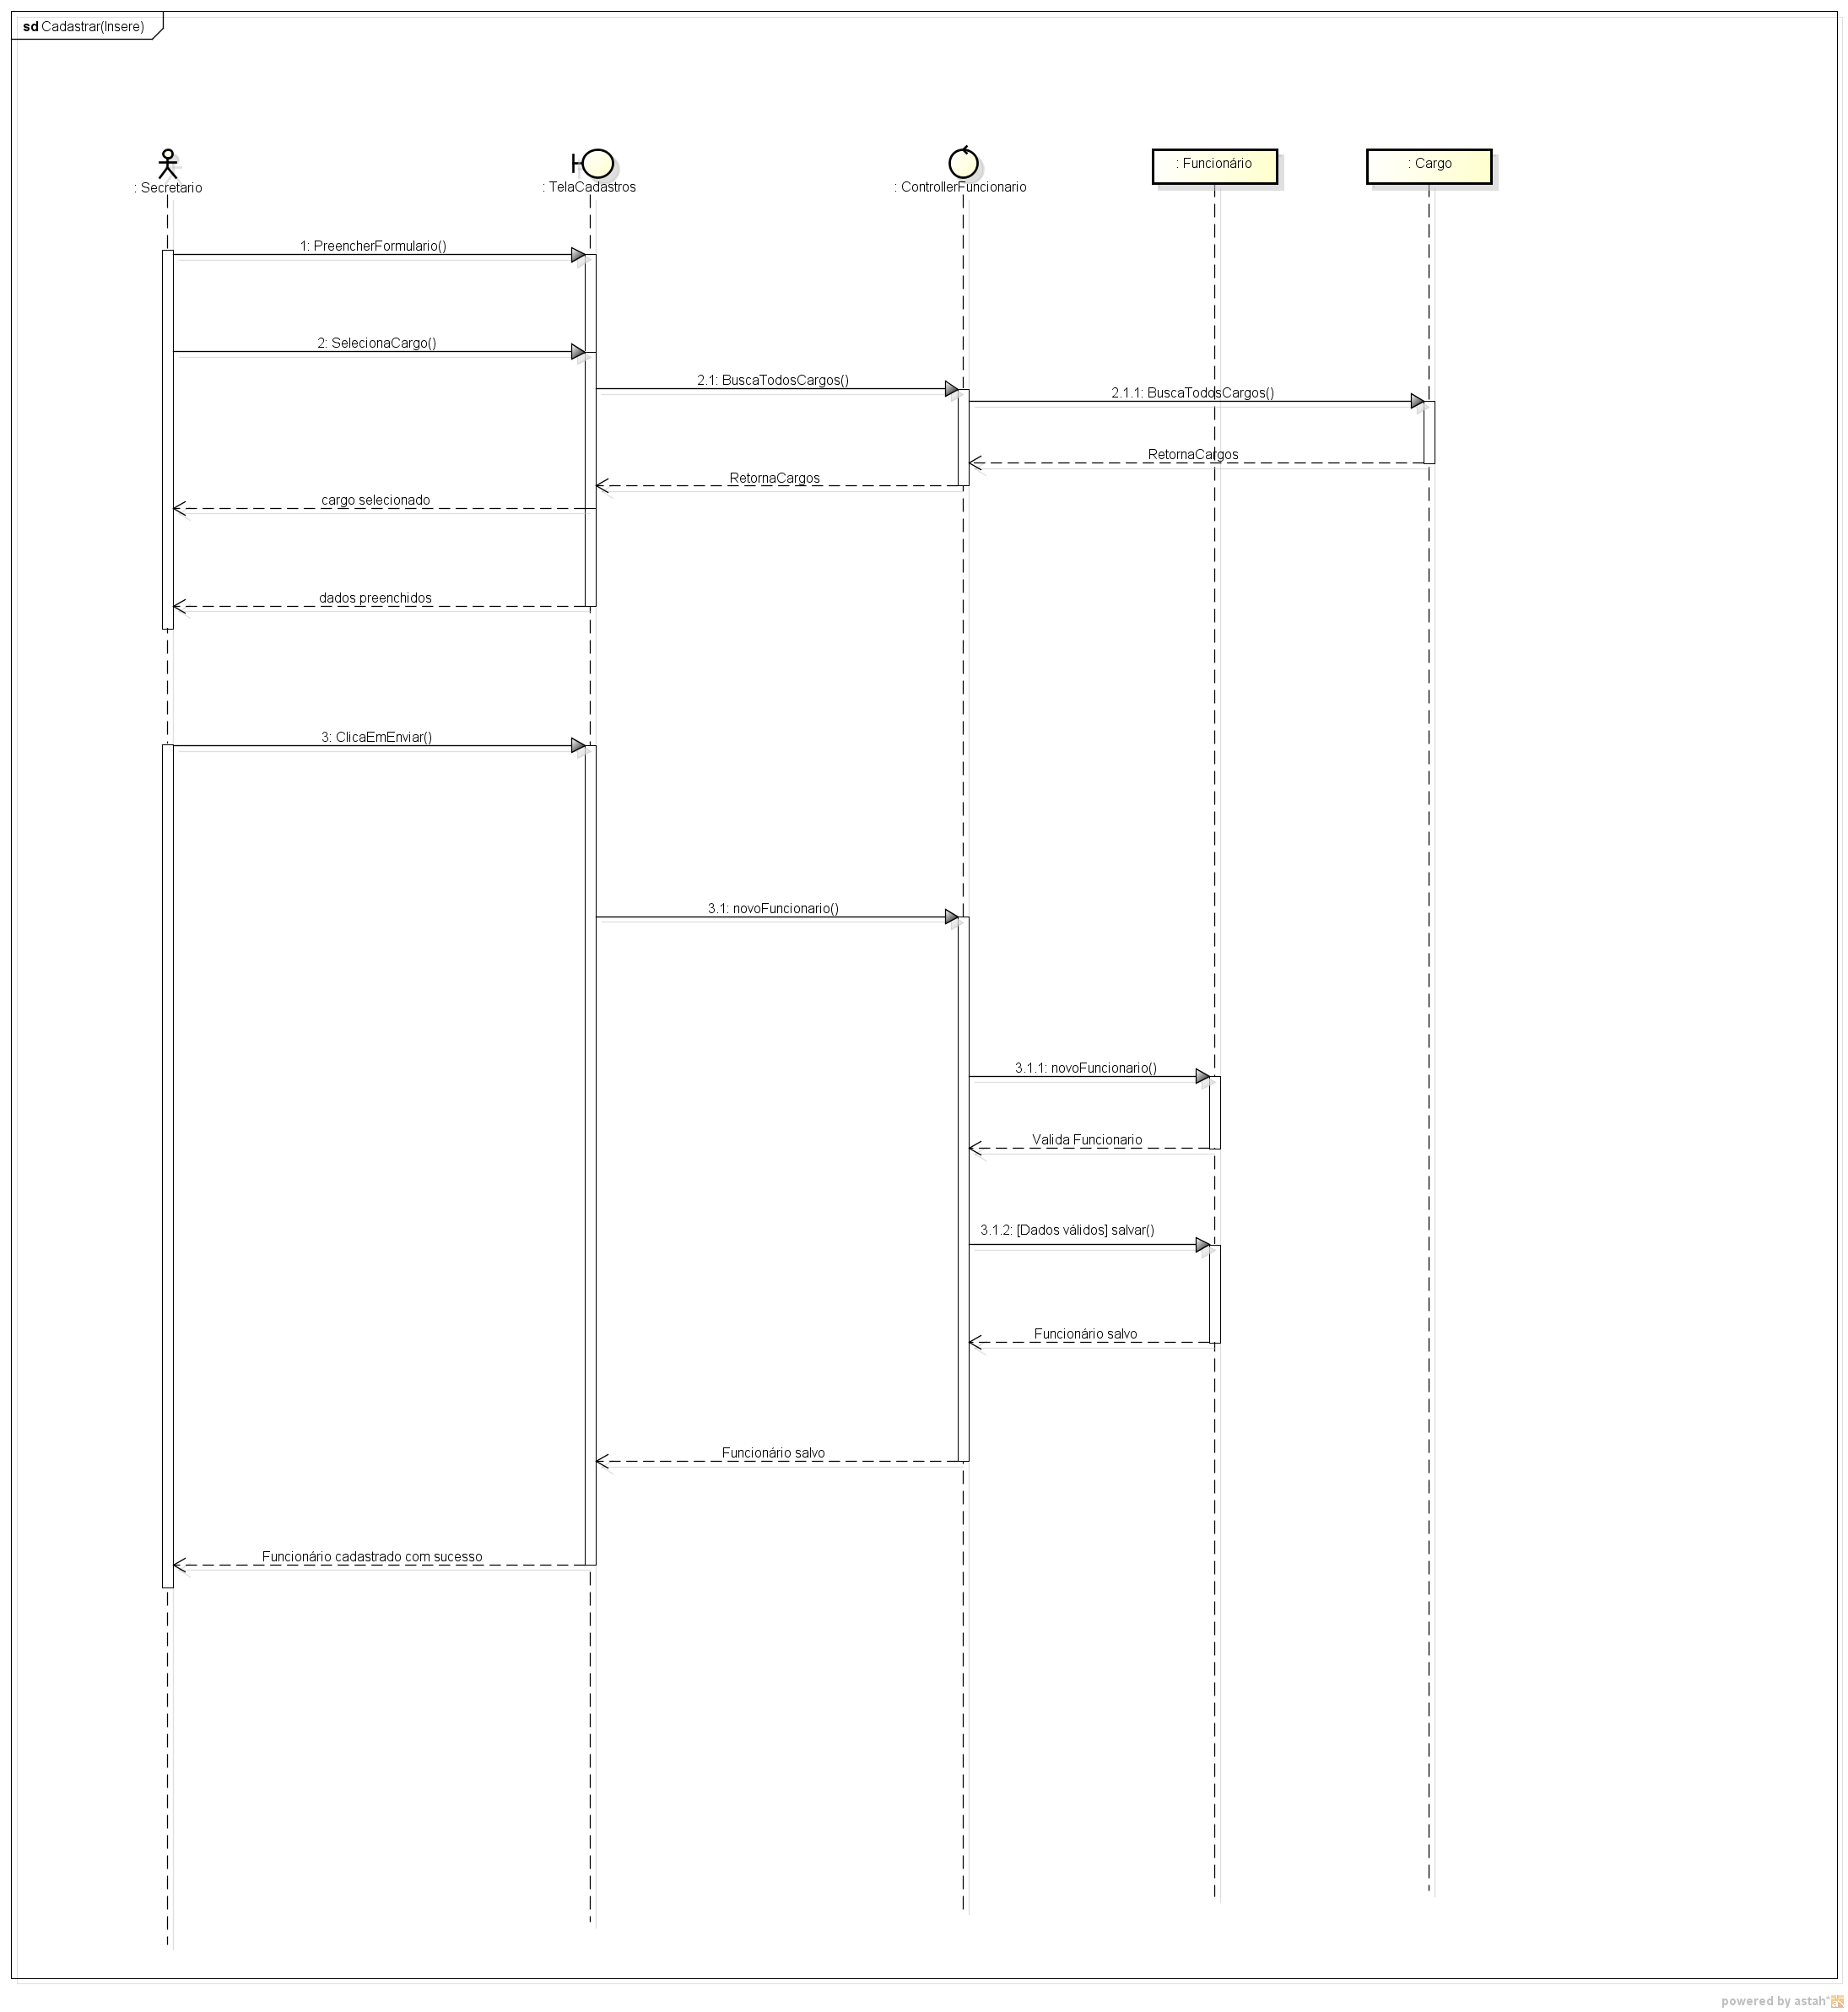 sd Cadastrar(Insere)
: Secretario
: TelaCadastros
: ControllerFuncionario
: Funcionário
: Cargo
1: PreencherFormulario()
2: SelecionaCargo()
2.1: BuscaTodosCargos()
2.1.1: BuscaTodosCargos()
RetornaCargos
RetornaCargos
cargo selecionado
dados preenchidos
3: ClicaEmEnviar()
3.1: novoFuncionario()
3.1.1: novoFuncionario()
Valida Funcionario
3.1.2: [Dados válidos] salvar()
Funcionário salvo
Funcionário salvo
Funcionário cadastrado com sucesso
powered by astah*